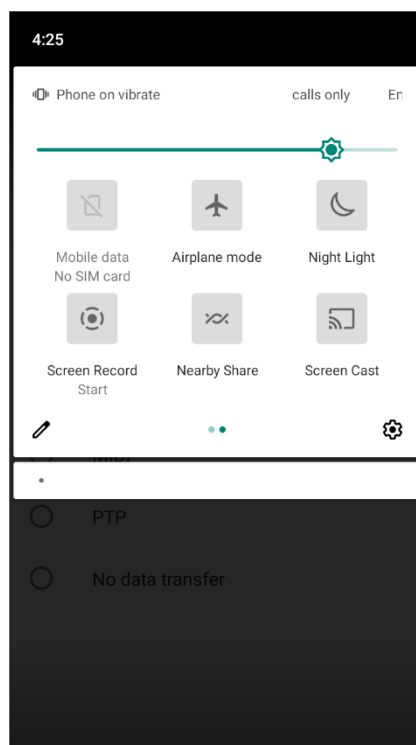 4:25
Phone on vibrate calls only En
Mobile data Airplane mode Night Light
No SIM card
Screen Record Nearby Share Screen Cast
Start
MIDI
PTP
No data transfer